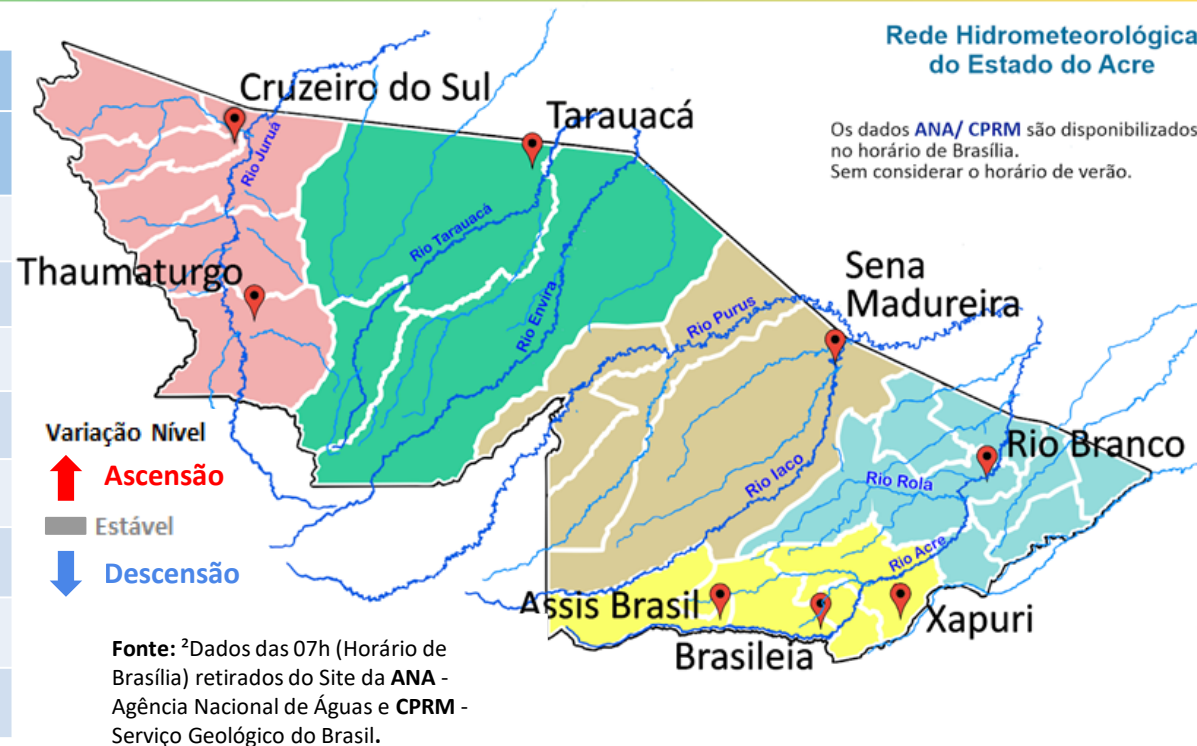 Rede Hidrometeorológica
do Estado do Acre
Os dados ANA/ CPRM são disponibilizados
no horário de Brasília.
Sem considerar o horário de verão.
Cruzeiro do Sul
Tarauacá
Rio Juruá
Rio Tarauacá
Thaumaturgo
Rio Envira
Sena
Madureira
Rio Purus
Variação Nível
Ascensão
Estável
Descensão
Rio Branco
Rio Iaco
Rio Rola
Rio Acre
Assis Brasil
Xapuri
Brasileia
Fonte: ²Dados das 07h (Horário de
Brasília) retirados do Site da ANA -
Agência Nacional de Águas e CPRM -
Serviço Geológico do Brasil.